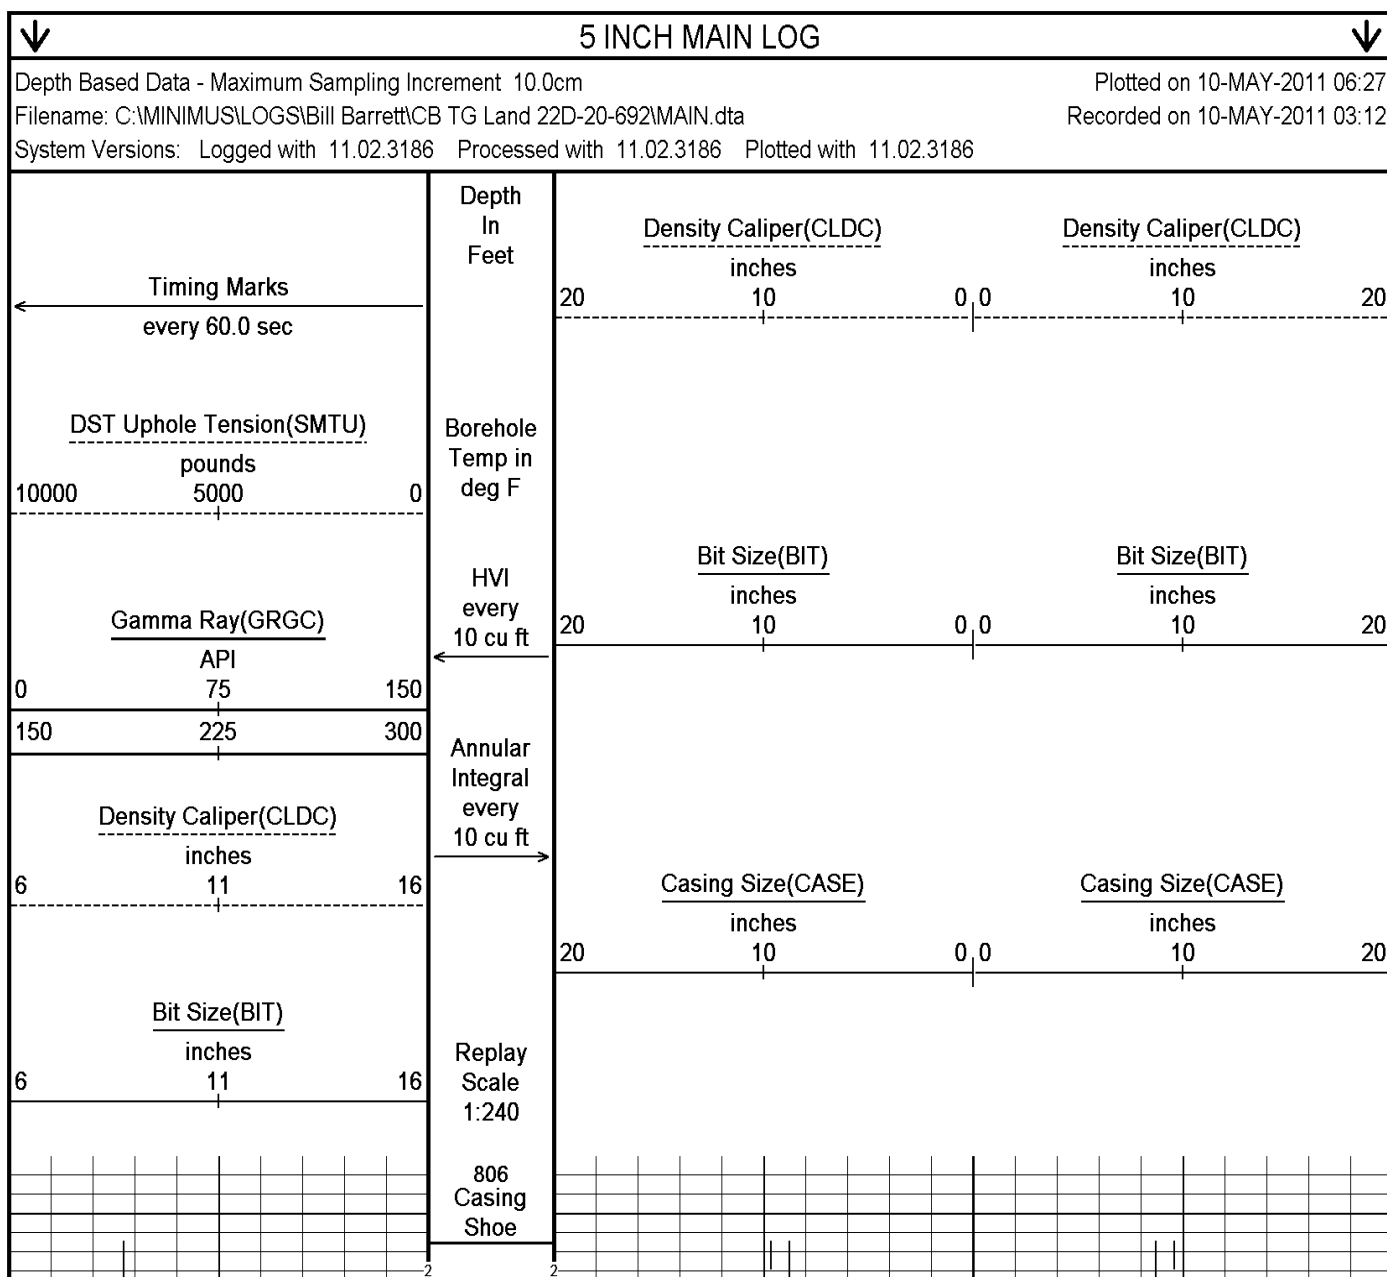 5 INCH MAIN LOG
Depth Based Data - Maximum Sampling Increment 10.0cm
Plotted on 10-MAY-2011 06:27
Filename: C:\MINIMUS\LOGS\Bill Barrett\CB TG Land 22D-20-692\MAIN.dta
Recorded on 10-MAY-2011 03:12
System Versions: Logged with 11.02.3186 Processed with 11.02.3186 Plotted with 11.02.3186
Timing Marks
every 60.0 sec
DST Uphole Tension(SMTU)
pounds
10000 5000 0
Gamma Ray(GRGC)
API
0 75 150
150 225 300
Density Caliper(CLDC)
inches
6 11 16
Bit Size(BIT)
inches
6 11 16
Depth
In
Feet
Borehole
Temp in
deg F
HVI
every
10 cu ft
Annular
Integral
every
10 cu ft
Replay
Scale
1:240
806
Casing
Shoe
2 2
Density Caliper(CLDC) Density Caliper(CLDC)
inches inches
20 10 0 0 10 20
Bit Size(BIT) Bit Size(BIT)
inches inches
20 10 0 0 10 20
Casing Size(CASE) Casing Size(CASE)
inches inches
20 10 0 0 10 20